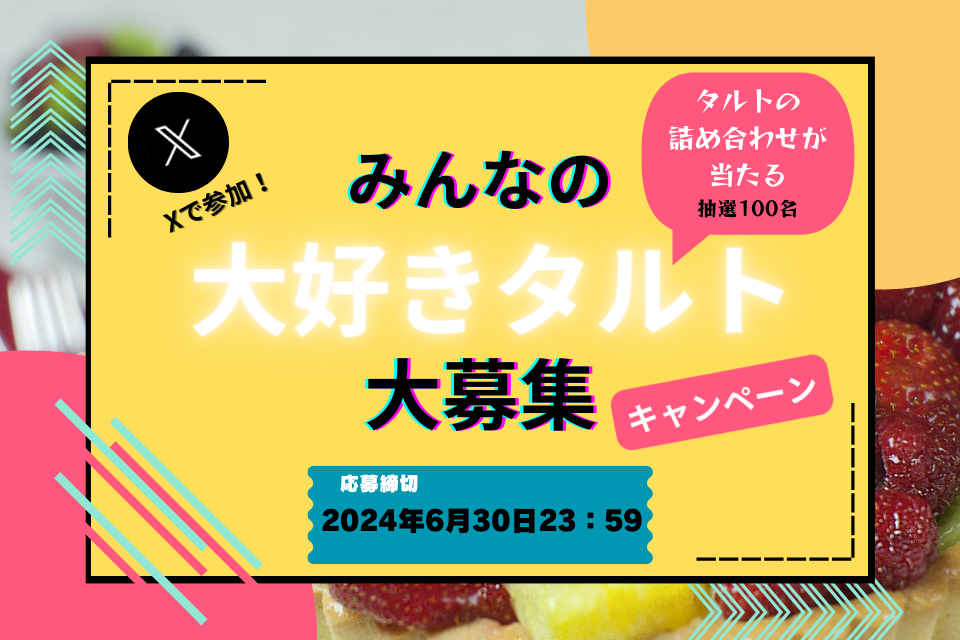 Xで参加！
タルトの
詰め合わせが
当たる
抽選100名
みんなの
大好きタルト
大募集
キャンペーン
応募締切
2024年6月30日23：59